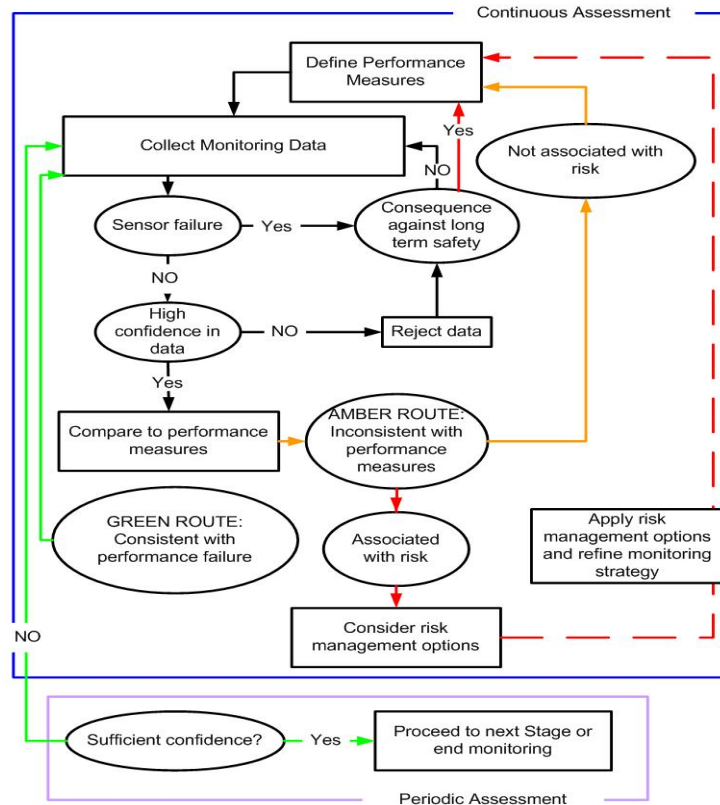 Continuous Assessment
Define Performance
Measures
Yes
Collect Monitoring Data
NO
Not associated with
risk
Sensor failure
Yes
Consequence
against long
term safety
NO
High
confidence in
data
NO
Reject data
Yes
Compare to performance
measures
AMBER ROUTE:
Inconsistent with
performance
measures
GREEN ROUTE:
Consistent with
performance failure
Associated
with risk
Apply risk
management options
and refine monitoring
strategy
Consider risk
management options
NO
Sufficient confidence?
Yes
Proceed to next Stage or
end monitoring
Periodic Assessment